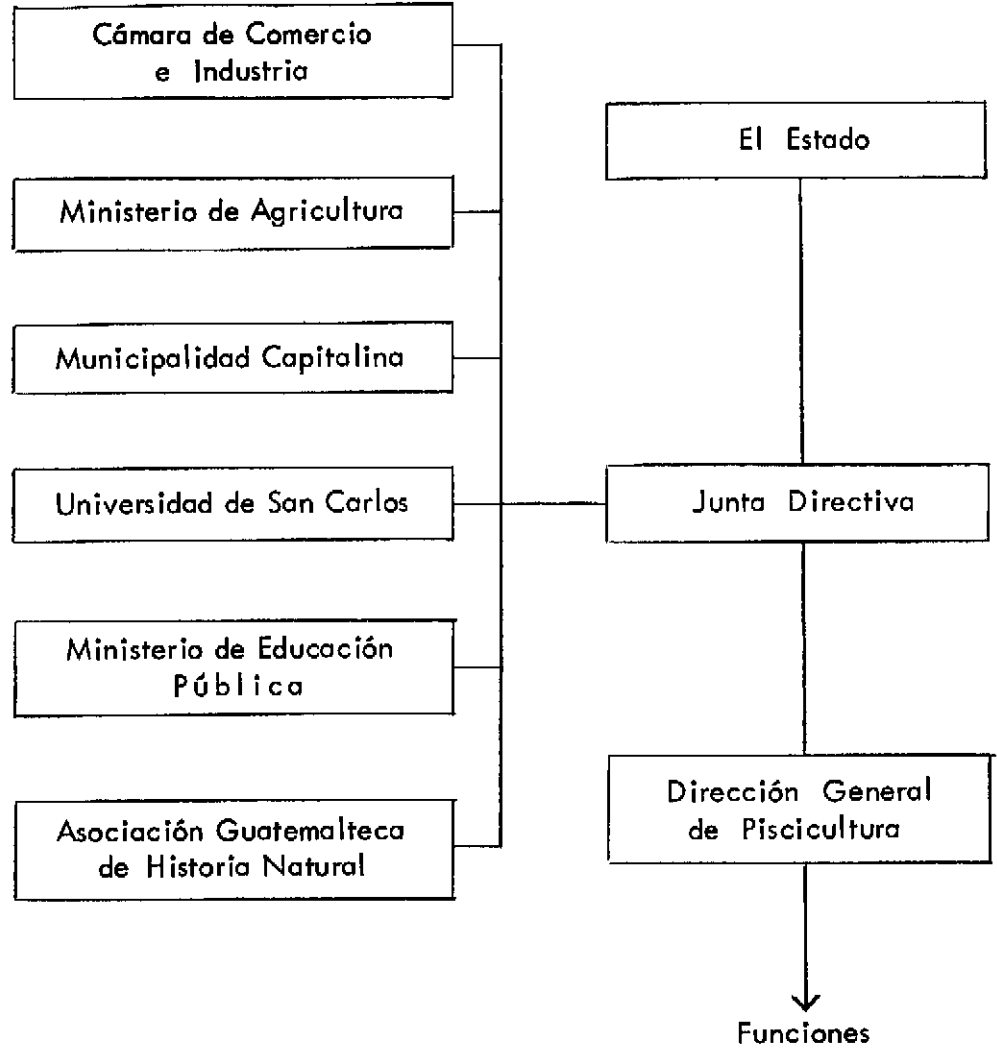 Cámara de Comercio
e Industria
Ministerio de Agricultura
Municipalidad Capitalina
Universidad de San Carlos
Ministerio de Educación
Pública
Asociación Guatemalteca
de Historia Natural
El Estado
Junta Directiva
Dirección General
de Piscicultura
Funciones